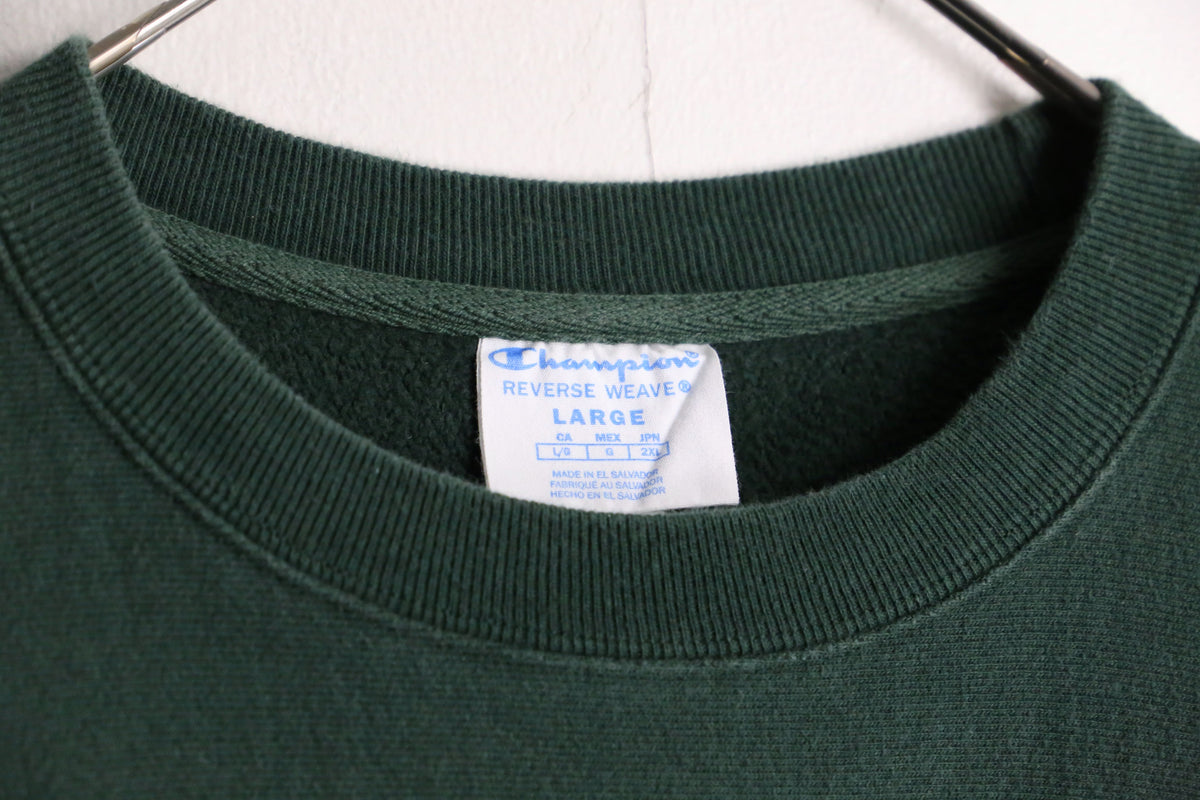 Champion®
REVERSE WEAVE®
LARGE
CA MEX JPN
L/G G 2XL
MADE IN EL SALVADOR
FABRIQUÉ AU SALVADOR
HECHO EN EL SALVADOR